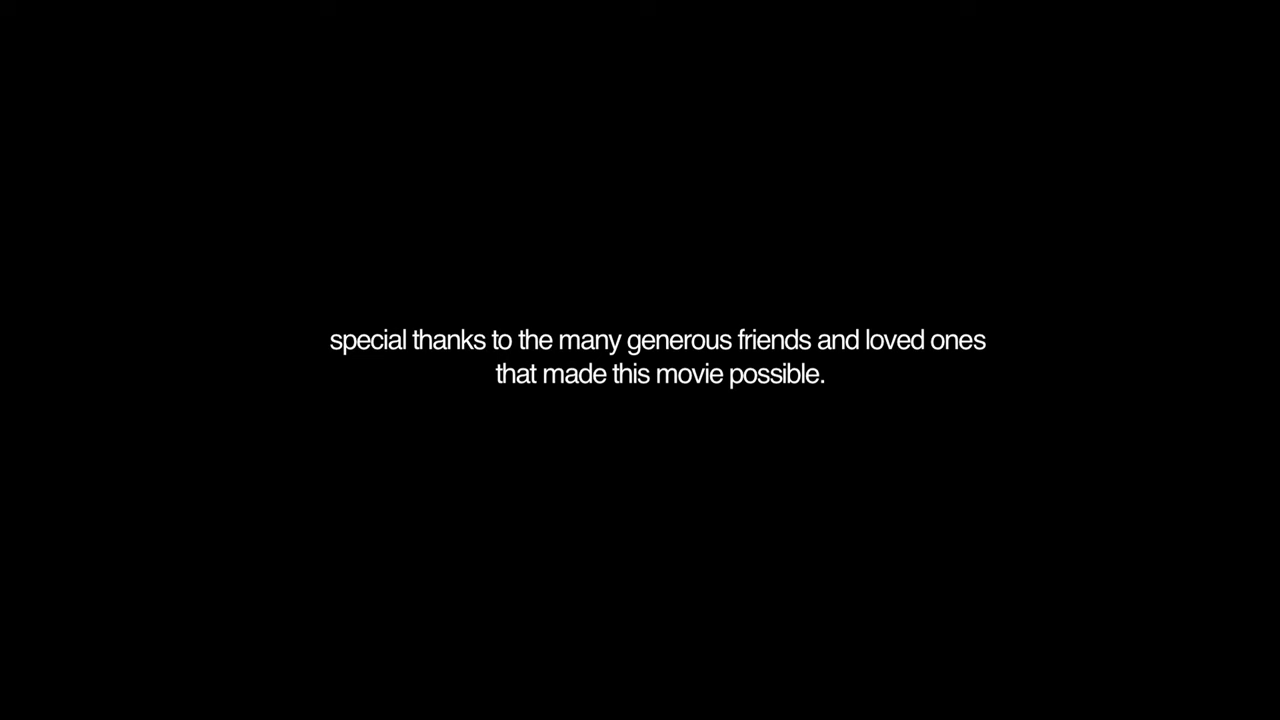 special thanks to the many generous friends and loved ones
that made this movie possible.